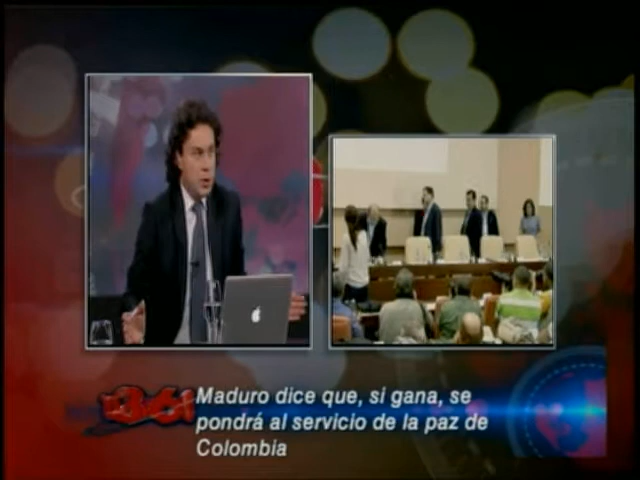 Maduro dice que, si gana, se
pondrá al servicio de la paz de
Colombia